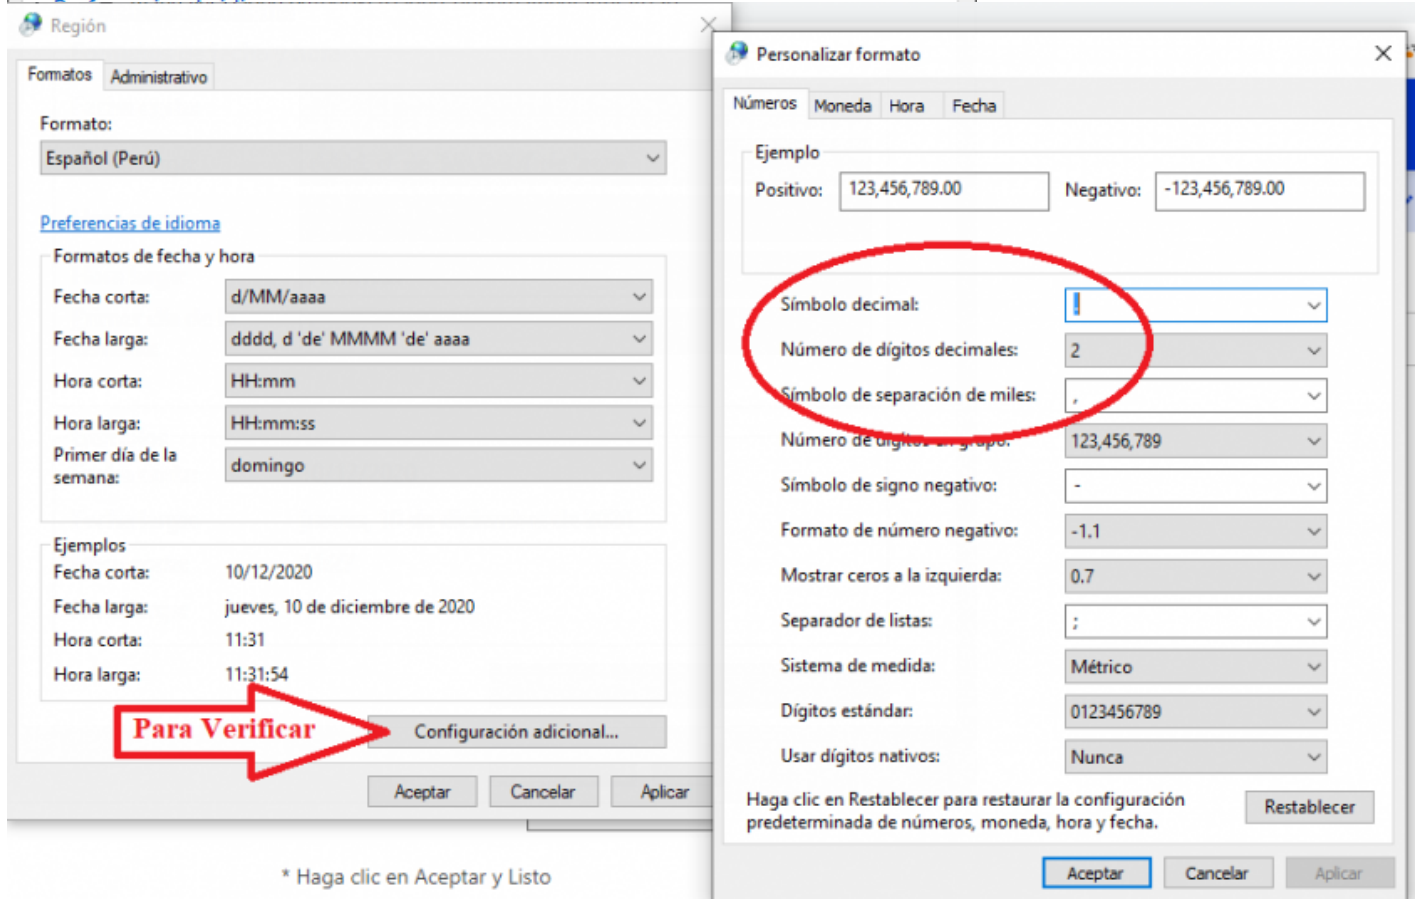 Región
Formatos
Administrativo
Formato:
Español (Perú)
Preferencias de idioma
Formatos de fecha y hora
Fecha corta:
d/MM/aaaa
Fecha larga:
dddd, d 'de' MMMM 'de' aaaa
Hora corta:
HH:mm
Hora larga:
HH:mm:ss
Primer día de la
semana:
domingo
Ejemplos
Fecha corta:
10/12/2020
Fecha larga:
jueves, 10 de diciembre de 2020
Hora corta:
11:31
Hora larga:
11:31:54
Para Verificar
Configuración adicional...
Aceptar
Cancelar
Aplicar
* Haga clic en Aceptar y Listo
Personalizar formato
Números
Moneda
Hora
Fecha
Ejemplo
Positivo:
123,456,789.00
Negativo:
-123,456,789.00
Símbolo decimal:
.
Número de dígitos decimales:
2
Símbolo de separación de miles:
,
Número de dígitos en grupo:
123,456,789
Símbolo de signo negativo:
-
Formato de número negativo:
-1.1
Mostrar ceros a la izquierda:
0.7
Separador de listas:
;
Sistema de medida:
Métrico
Dígitos estándar:
0123456789
Usar dígitos nativos:
Nunca
Haga clic en Restablecer para restaurar la configuración
predeterminada de números, moneda, hora y fecha.
Restablecer
Aceptar
Cancelar
Aplicar